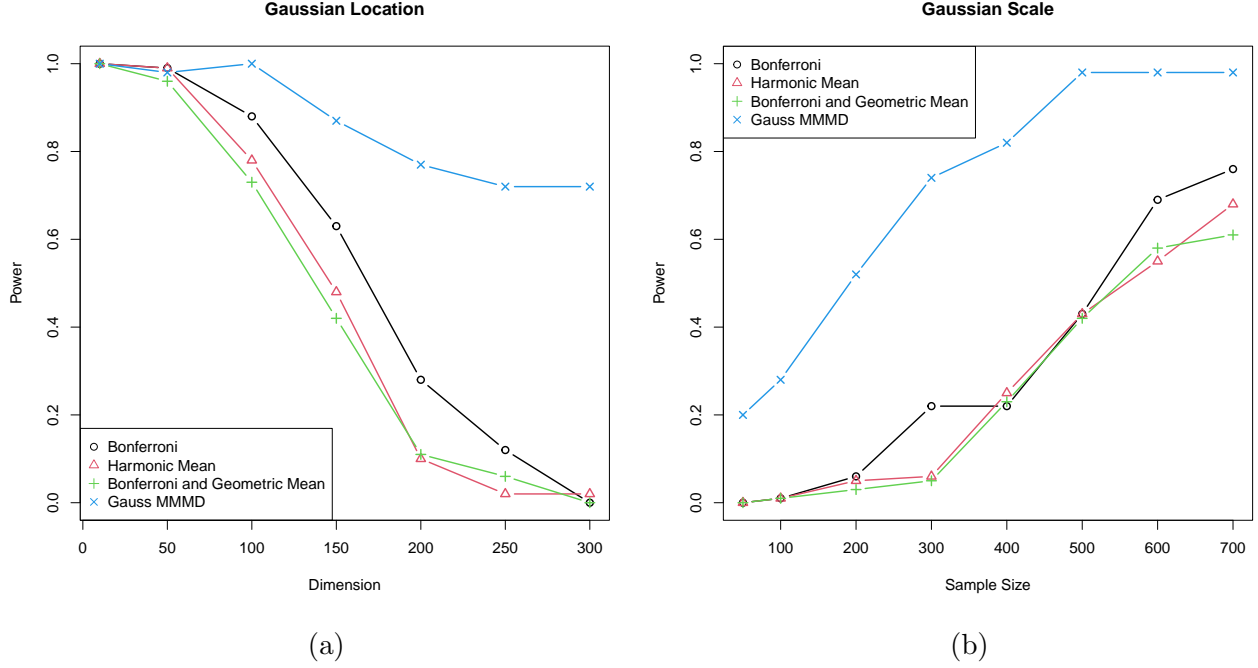 Gaussian Location
1.0
0.8
0.6
0.4
0.2
0.0
Power
Bonferroni
Harmonic Mean
Bonferroni and Geometric Mean
Gauss MMMD
0 50 100 150 200 250 300
Dimension
(a)
Gaussian Scale
1.0
0.8
0.6
0.4
0.2
0.0
Power
Bonferroni
Harmonic Mean
Bonferroni and Geometric Mean
Gauss MMMD
100 200 300 400 500 600 700
Sample Size
(b)